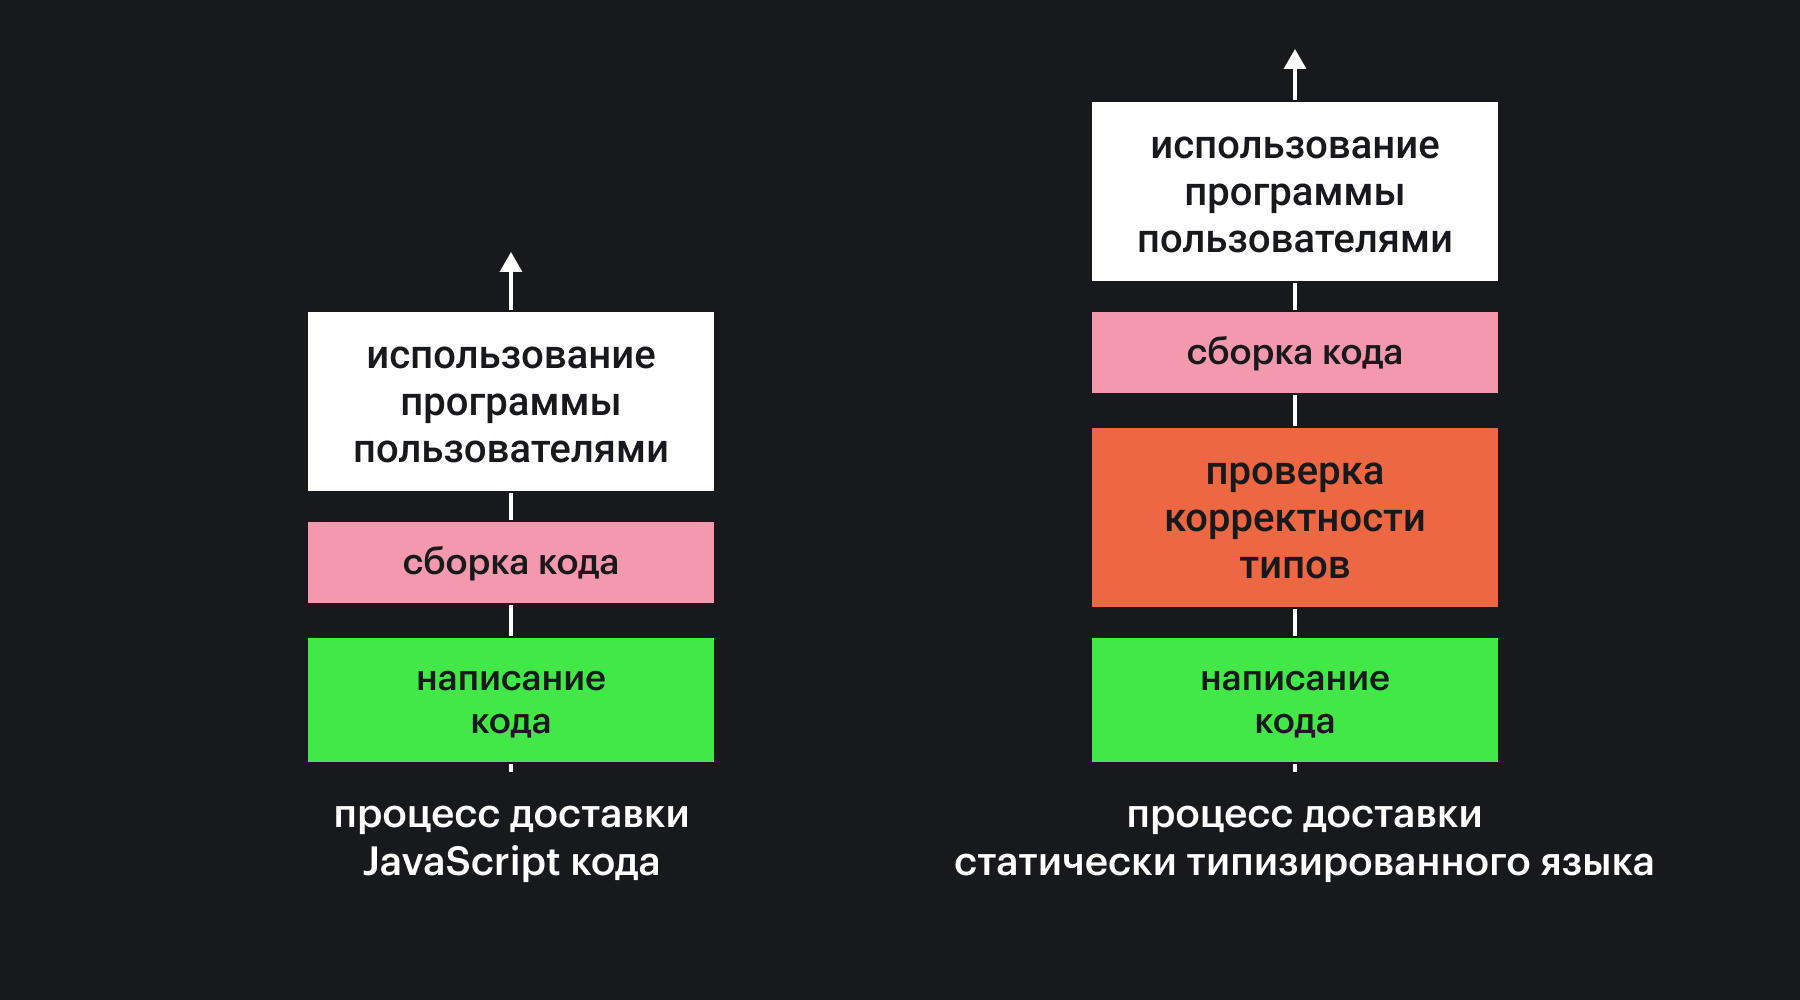 использование
программы
пользователями
сборка кода
написание
кода
процесс доставки
JavaScript кода
использование
программы
пользователями
сборка кода
проверка
корректности
типов
написание
кода
процесс доставки
статически типизированного языка